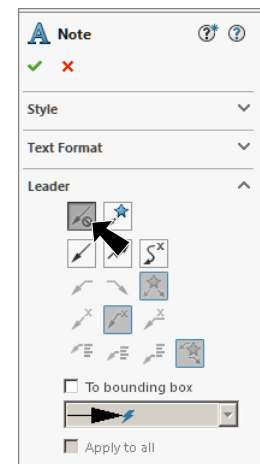 Note
Style
Text Format
Leader
To bounding box
Apply to all